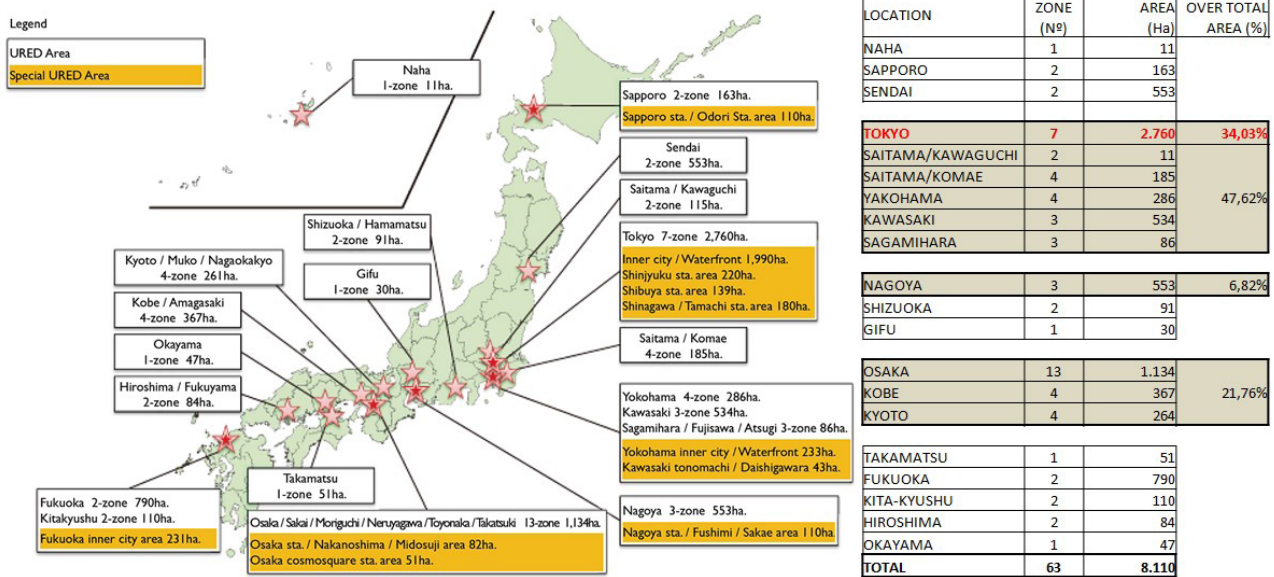 Legend
URED Area
Special URED Area
Naha
1-zone 11ha.
Sapporo 2-zone 163ha.
Sapporo sta. / Odori Sta. area 110ha.
Sendai
2-zone 553ha.
Saitama / Kawaguchi
2-zone 115ha.
Shizuoka / Hamamatsu
2-zone 91ha.
Tokyo 7-zone 2,760ha.
Inner city / Waterfront 1,990ha.
Shinjyuku sta. area 220ha.
Shibuya sta. area 139ha.
Shinagawa / Tamachi sta. area 180ha.
Kyoto / Muko / Nagaokakyo
4-zone 261ha.
Gifu
1-zone 30ha.
Kobe / Amagasaki
4-zone 367ha.
Okayama
1-zone 47ha.
Saitama / Komae
4-zone 185ha.
Hiroshima / Fukuyama
2-zone 84ha.
Yokohama 4-zone 286ha.
Kawasaki 3-zone 534ha.
Sagamihara / Fujisawa / Atsugi 3-zone 86ha.
Yokohama inner city / Waterfront 233ha.
Kawasaki tonomachi / Daishigawara 43ha.
Takamatsu
1-zone 51ha.
Fukuoka 2-zone 790ha.
Kitakyushu 2-zone 110ha.
Fukuoka inner city area 231ha.
Osaka / Sakai / Moriguchi / Neruyagawa / Toyonaka / Takatsuki 13-zone 1,134ha.
Osaka sta. / Nakanoshima / Midosuji area 82ha.
Osaka cosmosquare sta. area 51ha.
Nagoya 3-zone 553ha.
Nagoya sta. / Fushimi / Sakae area 110ha.
LOCATION ZONE (Nº) AREA (Ha) OVER TOTAL AREA (%)
NAHA 1 11
SAPPORO 2 163
SENDAI 2 553
TOKYO 7 2.760 34,03%
SAITAMA/KAWAGUCHI 2 11
SAITAMA/KOMAE 4 185
YAKOHAMA 4 286 47,62%
KAWASAKI 3 534
SAGAMIHARA 3 86
NAGOYA 3 553 6,82%
SHIZUOKA 2 91
GIFU 1 30
OSAKA 13 1.134
KOBE 4 367 21,76%
KYOTO 4 264
TAKAMATSU 1 51
FUKUOKA 2 790
KITA-KYUSHU 2 110
HIROSHIMA 2 84
OKAYAMA 1 47
TOTAL 63 8.110